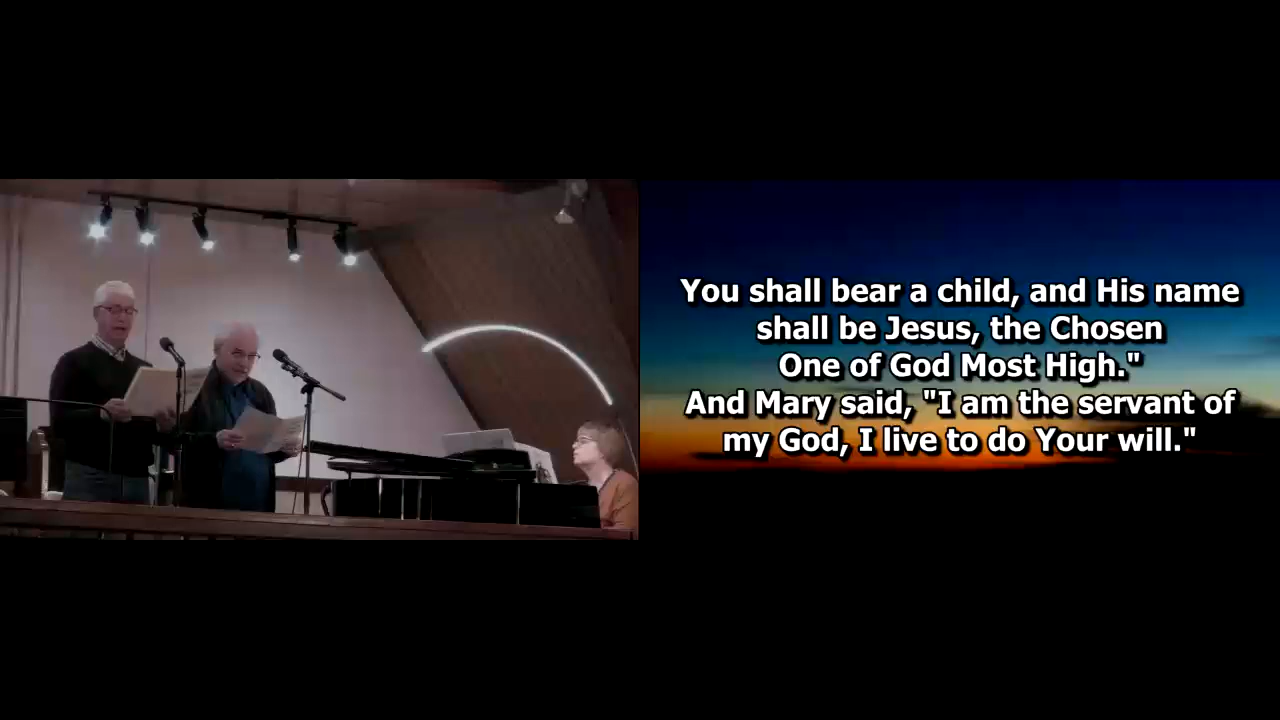 You shall bear a child, and His name
shall be Jesus, the Chosen
One of God Most High."
And Mary said, "I am the servant of
my God, I live to do Your will."